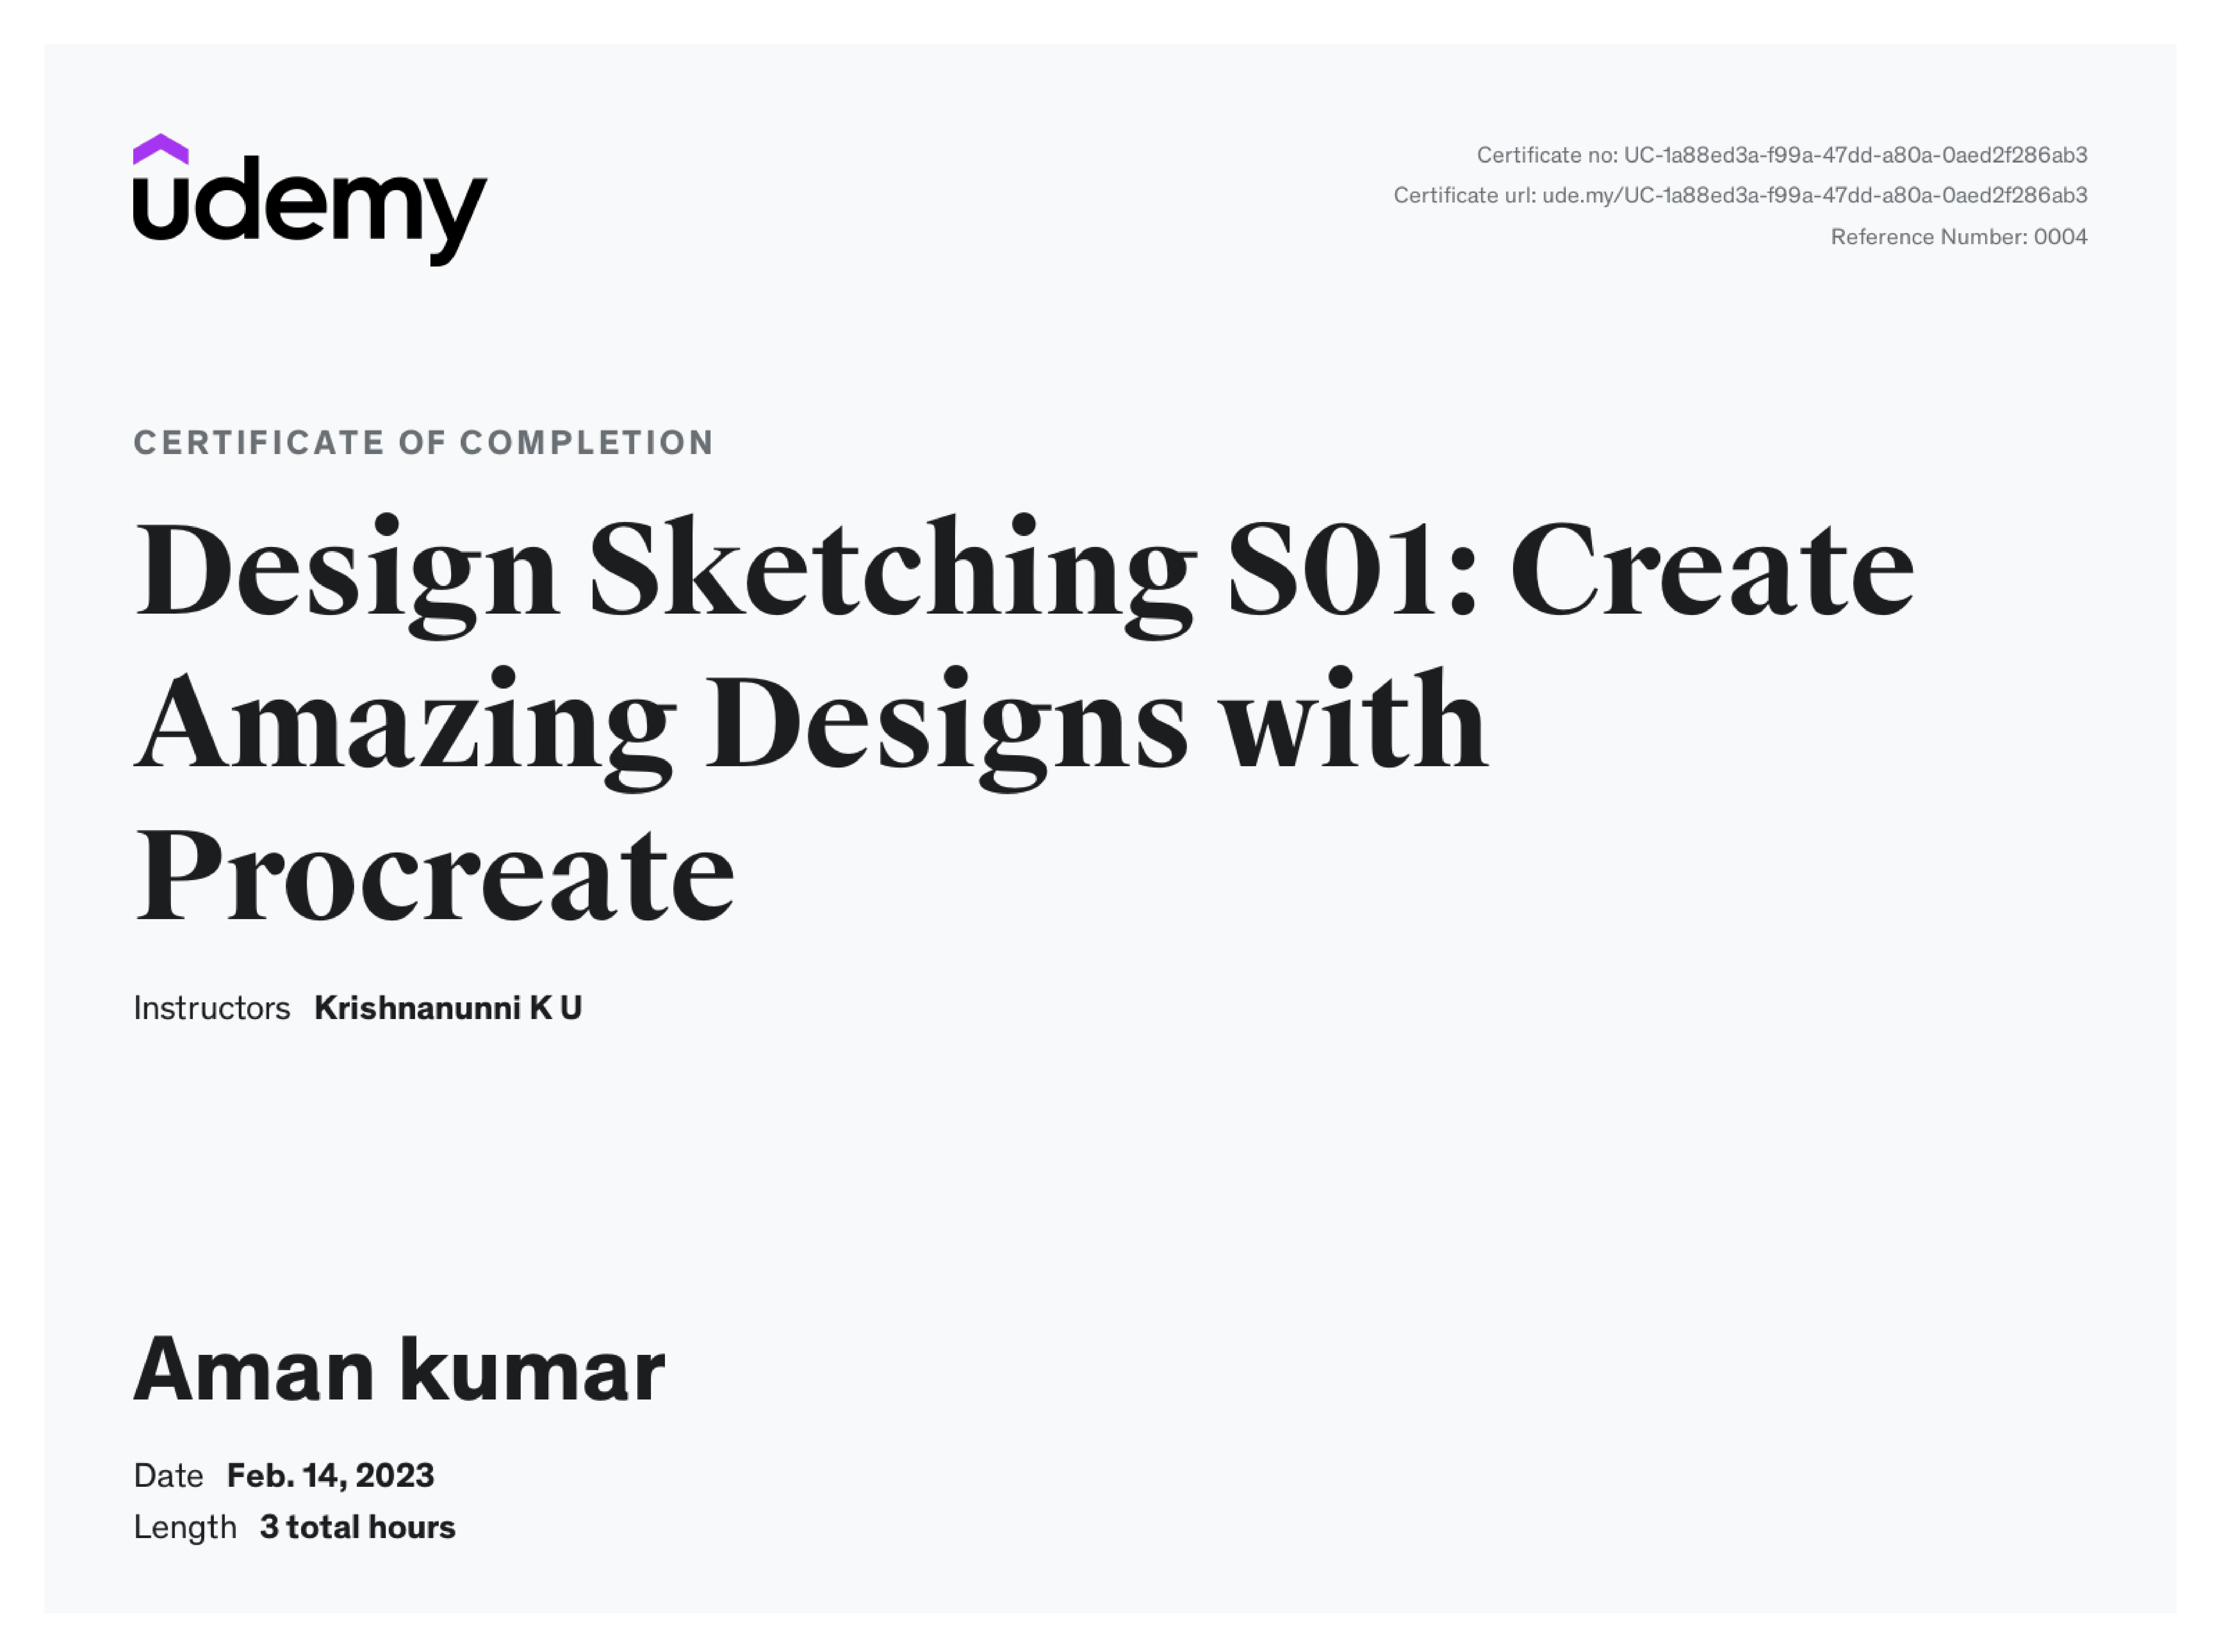 udemy
Certificate no: UC-1a88ed3a-f99a-47dd-a80a-0aed2f286ab3
Certificate url: ude.my/UC-1a88ed3a-f99a-47dd-a80a-0aed2f286ab3
Reference Number: 0004
CERTIFICATE OF COMPLETION
Design Sketching S01: Create
Amazing Designs with
Procreate
Instructors Krishnanunni K U
Aman kumar
Date Feb. 14, 2023
Length 3 total hours